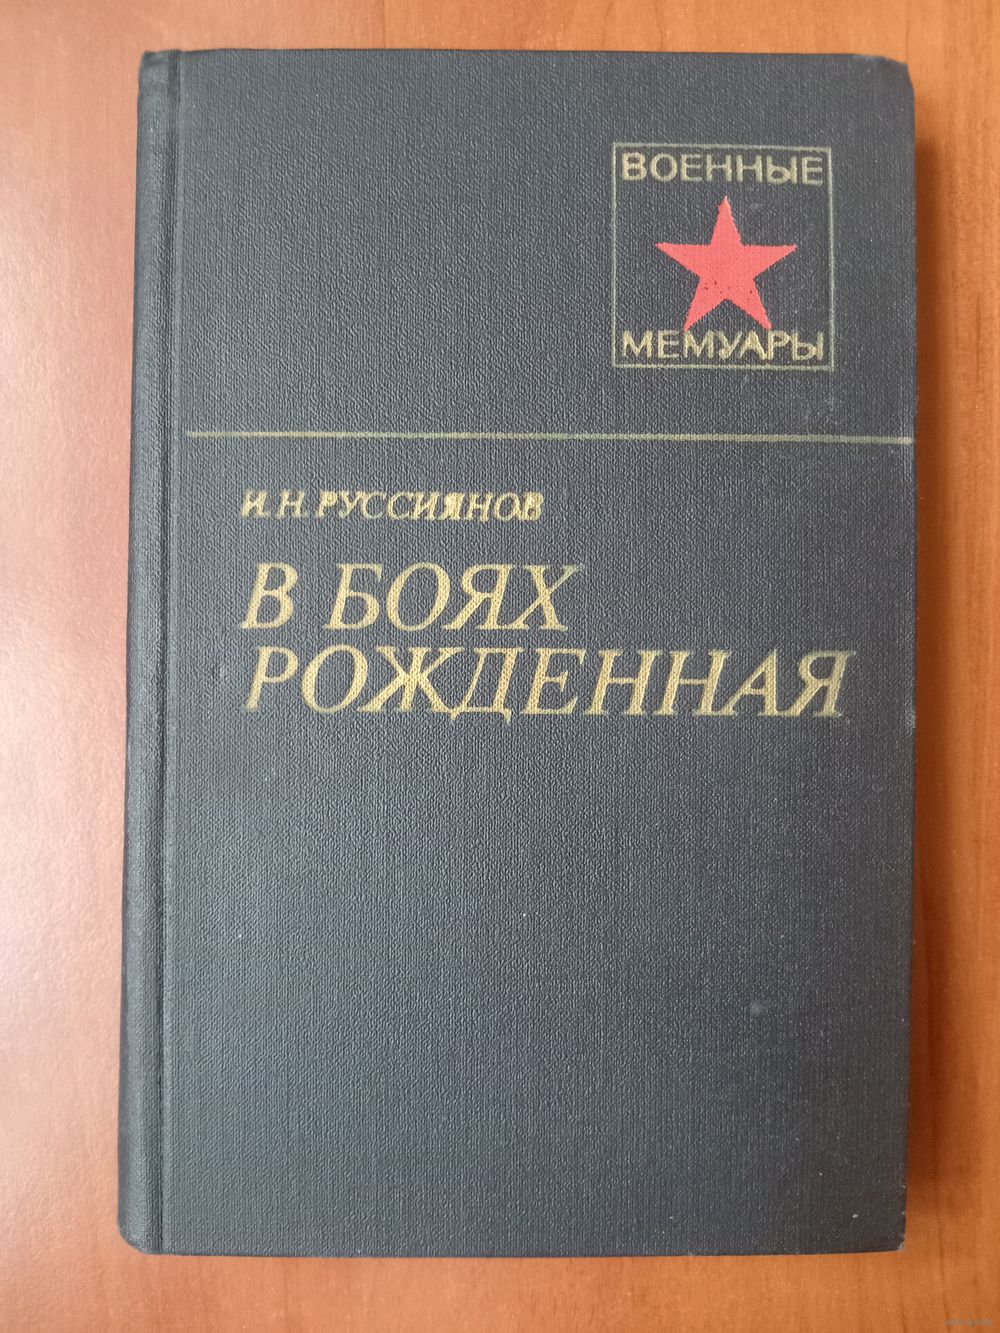 ВОЕННЫЕ
МЕМУАРЫ
И. Н. РУССИЯНОВ
В БОЯХ
РОЖДЕННАЯ